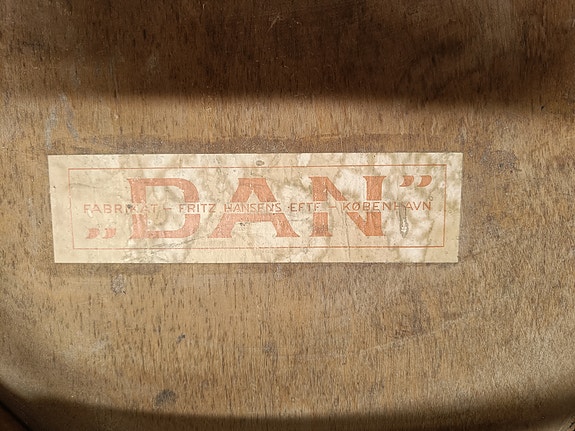 „DAN”
FABRIKAT – FRITZ HANSENS EFTF – KØBENHAVN